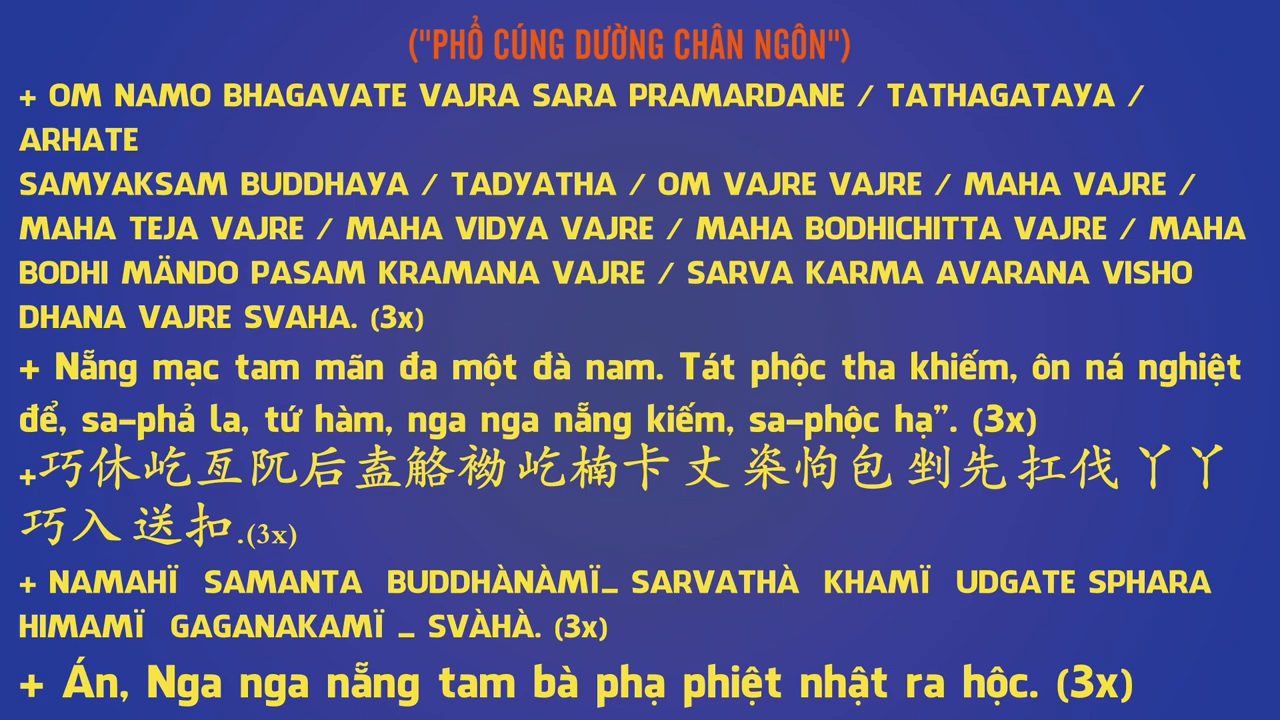 ("PHỔ CÚNG DƯỜNG CHÂN NGÔN")
+ OM NAMO BHAGAVATE VAJRA SARA PRAMARDANE / TATHAGATAYA /
ARHATE
SAMYAKSAM BUDDHAYA / TADYATHA / OM VAJRE VAJRE / MAHA VAJRE /
MAHA TEJA VAJRE / MAHA VIDYA VAJRE / MAHA BODHICHITTA VAJRE / MAHA
BODHI MÄNDO PASAM KRAMANA VAJRE / SARVA KARMA AVARANA VISHO
DHANA VAJRE SVAHA. (3x)
+ Nẵng mạc tam mãn đa một đà nam. Tát phộc tha khiếm, ôn ná nghiệt
để, sa-phả la, tứ hàm, nga nga nẵng kiếm, sa-phộc hạ”. (3x)
+巧休屹亙阢后盍觡袎屹楠卡丈栥怐包剉先扛伐丫丫
巧入送扣.(3x)
+ NAMAHÏ SAMANTA BUDDHÀNÀMÏ_ SARVATHÀ KHAMÏ UDGATE SPHARA
HIMAMÏ GAGANAKAMÏ _ SVÀHÀ. (3x)
+ Án, Nga nga nẵng tam bà phạ phiệt nhật ra hộc. (3x)